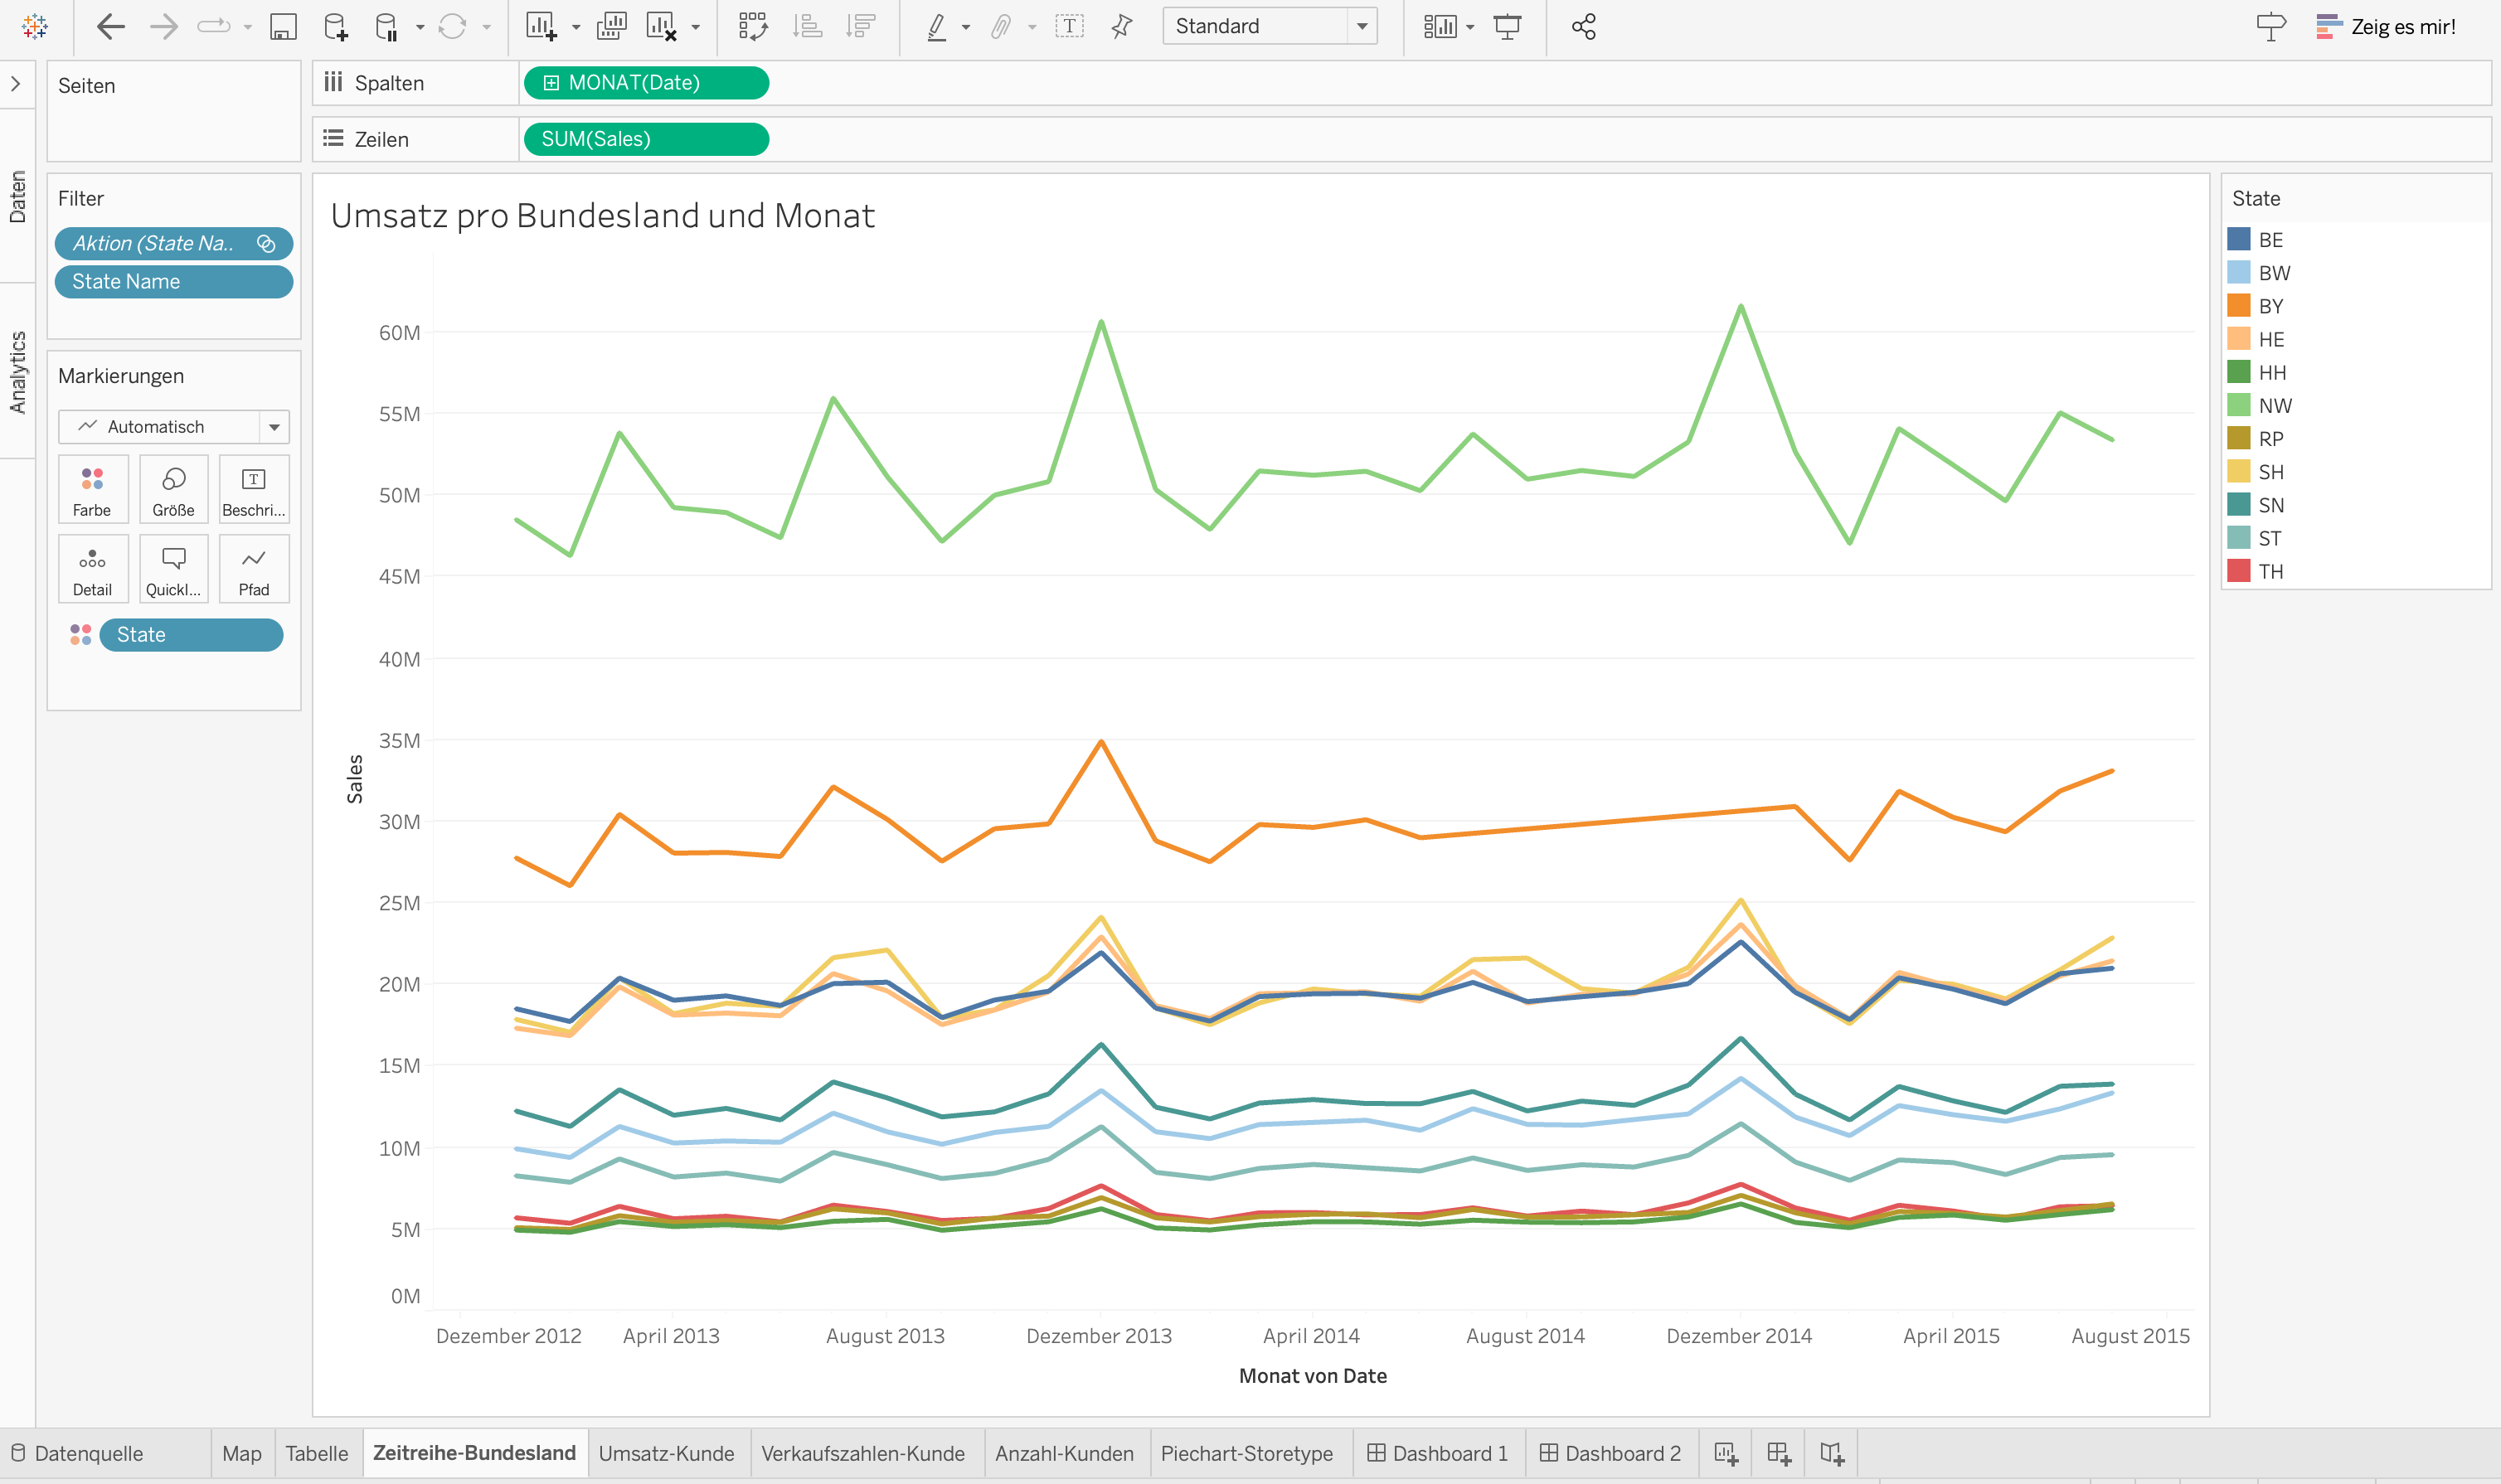 Standard
Zeig es mir!
Daten
Analytics
Seiten
Spalten
MONAT(Date)
Zeilen
SUM(Sales)
Filter
Aktion (State Na..
State Name
Markierungen
Automatisch
Farbe
Größe
Beschri...
Detail
Quickl...
Pfad
State
Umsatz pro Bundesland und Monat
60M
55M
50M
45M
40M
35M
30M
25M
20M
15M
10M
5M
0M
Sales
Dezember 2012
April 2013
August 2013
Dezember 2013
April 2014
August 2014
Dezember 2014
April 2015
August 2015
Monat von Date
State
BE
BW
BY
HE
HH
NW
RP
SH
SN
ST
TH
Datenquelle
Map
Tabelle
Zeitreihe-Bundesland
Umsatz-Kunde
Verkaufszahlen-Kunde
Anzahl-Kunden
Piechart-Storetype
Dashboard 1
Dashboard 2